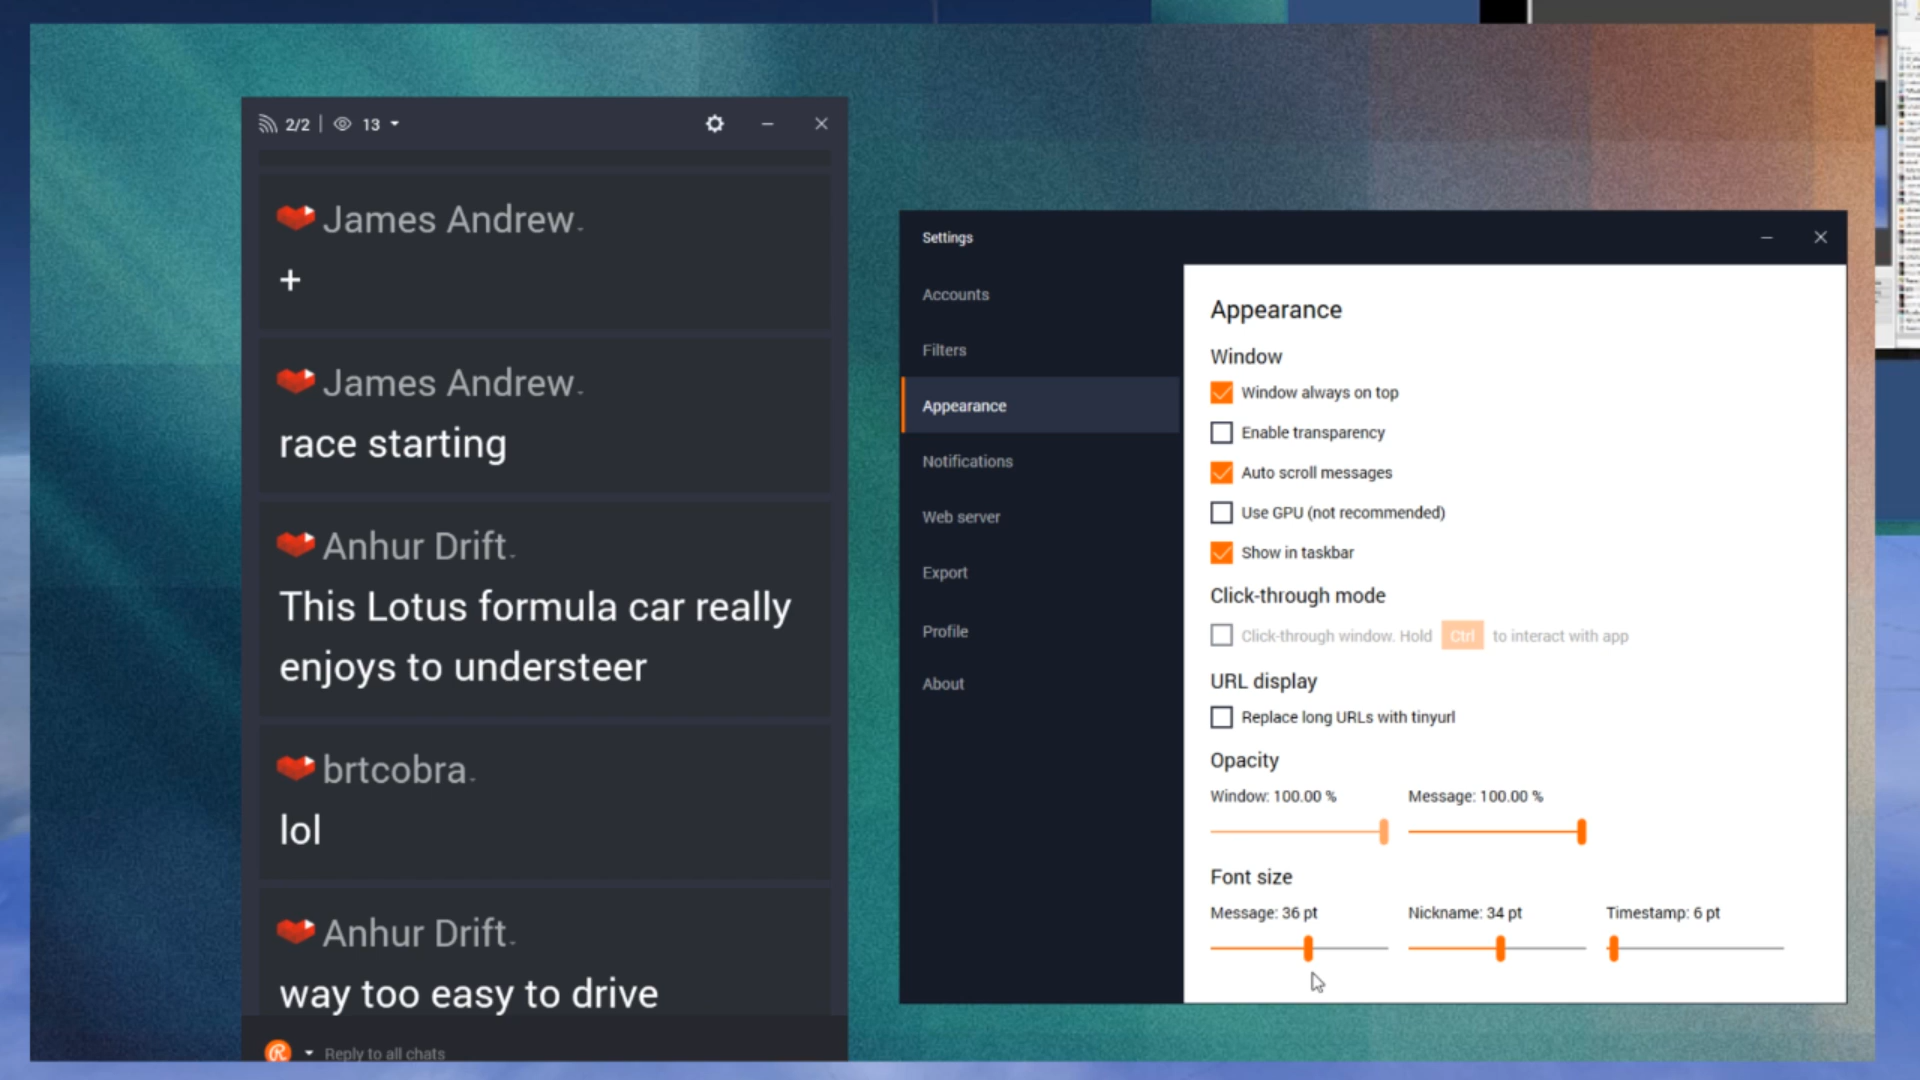 2/2 | 13
James Andrew
+
James Andrew
race starting
Anhur Drift
This Lotus formula car really
enjoys to understeer
brtcobra
lol
Anhur Drift
way too easy to drive
Reply to all chats
Settings
Accounts
Filters
Appearance
Notifications
Web server
Export
Profile
About
Appearance
Window
Window always on top
Enable transparency
Auto scroll messages
Use GPU (not recommended)
Show in taskbar
Click-through mode
Click-through window. Hold Ctrl to interact with app
URL display
Replace long URLs with tinyurl
Opacity
Window: 100.00 % Message: 100.00 %
Font size
Message: 36 pt Nickname: 34 pt Timestamp: 6 pt